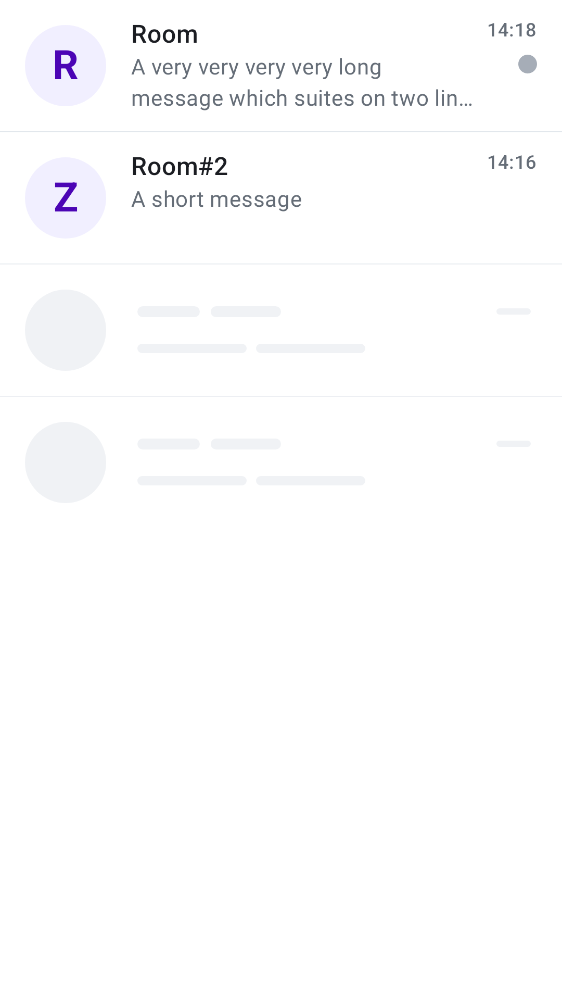 R
Room
14:18
A very very very very long
message which suites on two lin...
Z
Room#2
14:16
A short message